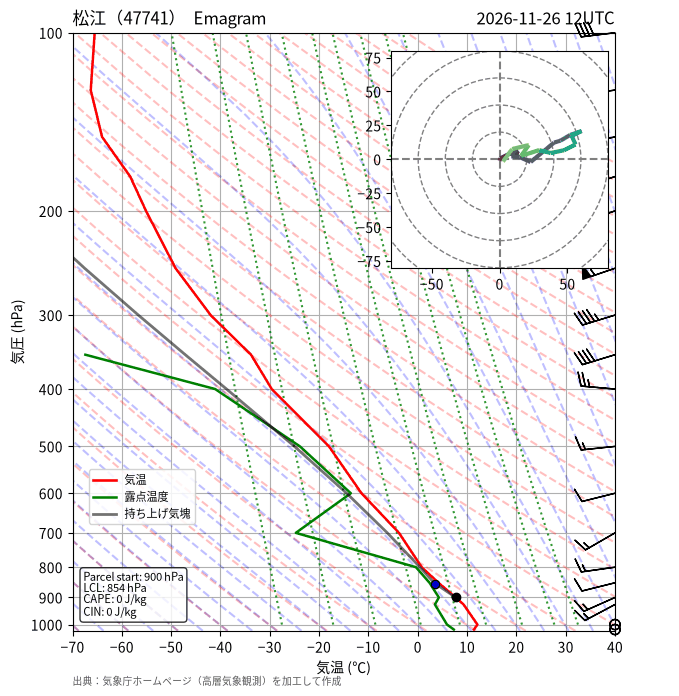 松江（47741） Emagram
2026-11-26 12UTC
100
200
300
400
500
600
700
800
900
1000
気圧 (hPa)
75
50
25
0
−25
−50
−75
−50
0
50
気温
露点温度
持ち上げ気塊
Parcel start: 900 hPa
LCL: 854 hPa
CAPE: 0 J/kg
CIN: 0 J/kg
−70
−60
−50
−40
−30
−20
−10
0
10
20
30
40
気温 (℃)
出典：気象庁ホームページ（高層気象観測）を加工して作成